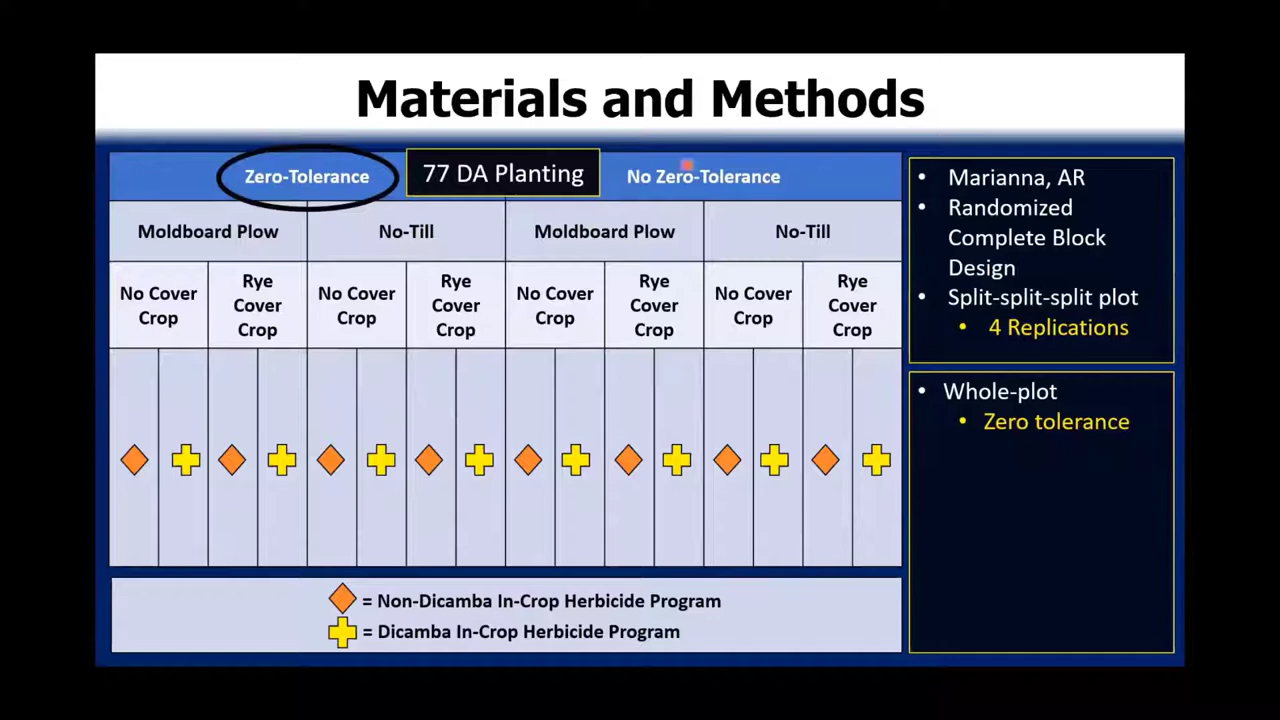 Materials and Methods
Zero-Tolerance
77 DA Planting
No Zero-Tolerance
Moldboard Plow
No-Till
Moldboard Plow
No-Till
No Cover
Crop
Rye
Cover
Crop
No Cover
Crop
Rye
Cover
Crop
No Cover
Crop
Rye
Cover
Crop
No Cover
Crop
Rye
Cover
Crop
= Non-Dicamba In-Crop Herbicide Program
= Dicamba In-Crop Herbicide Program
• Marianna, AR
• Randomized
Complete Block
Design
• Split-split-split plot
• 4 Replications
• Whole-plot
• Zero tolerance